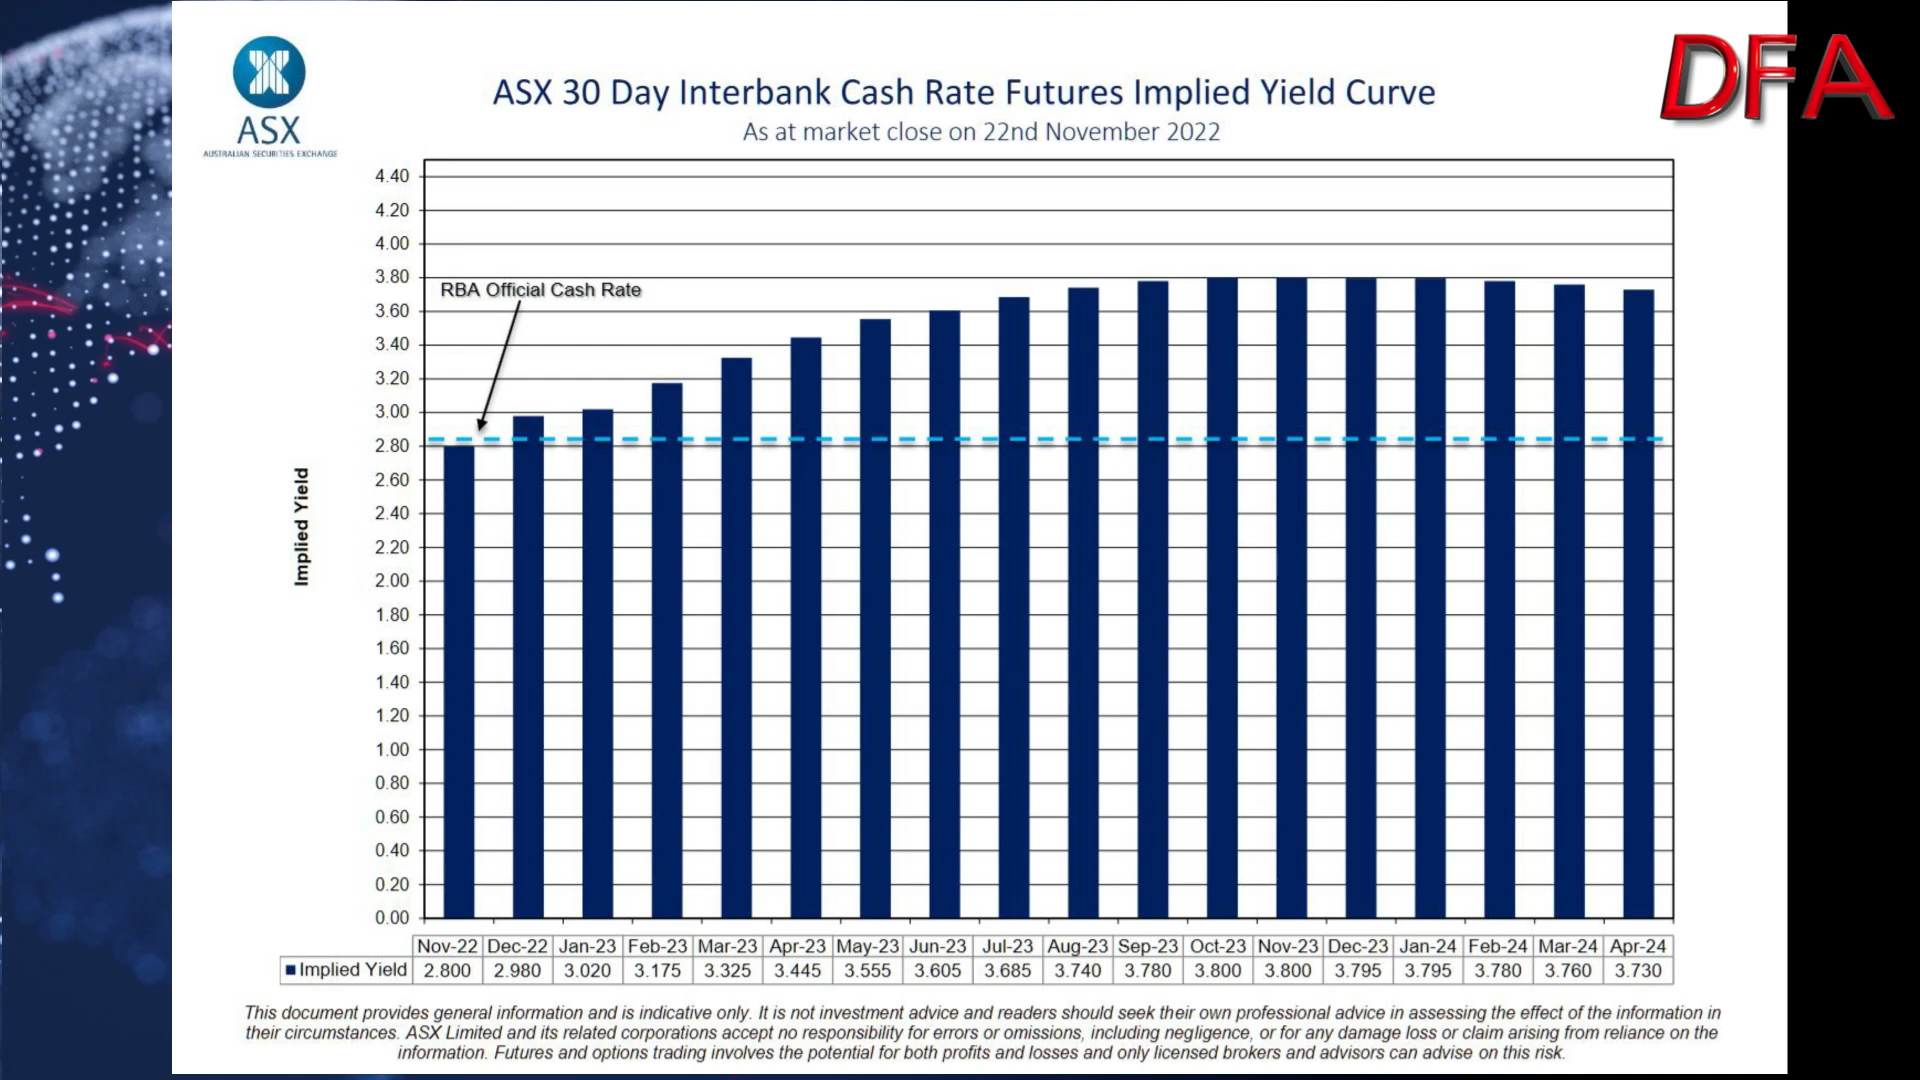 DFA
ASX
AUSTRALIAN SECURITIES EXCHANGE
ASX 30 Day Interbank Cash Rate Futures Implied Yield Curve
As at market close on 22nd November 2022
4.40
4.20
4.00
3.80
3.60
3.40
3.20
3.00
2.80
2.60
2.40
2.20
2.00
1.80
1.60
1.40
1.20
1.00
0.80
0.60
0.40
0.20
0.00
RBA Official Cash Rate
Implied Yield
Nov-22 Dec-22 Jan-23 Feb-23 Mar-23 Apr-23 May-23 Jun-23 Jul-23 Aug-23 Sep-23 Oct-23 Nov-23 Dec-23 Jan-24 Feb-24 Mar-24 Apr-24
Implied Yield 2.800 2.980 3.020 3.175 3.325 3.445 3.555 3.605 3.685 3.740 3.780 3.800 3.800 3.795 3.795 3.780 3.760 3.730
This document provides general information and is indicative only. It is not investment advice and readers should seek their own professional advice in assessing the effect of the information in
their circumstances. ASX Limited and its related corporations accept no responsibility for errors or omissions, including negligence, or for any damage loss or claim arising from reliance on the
information. Futures and options trading involves the potential for both profits and losses and only licensed brokers and advisors can advise on this risk.